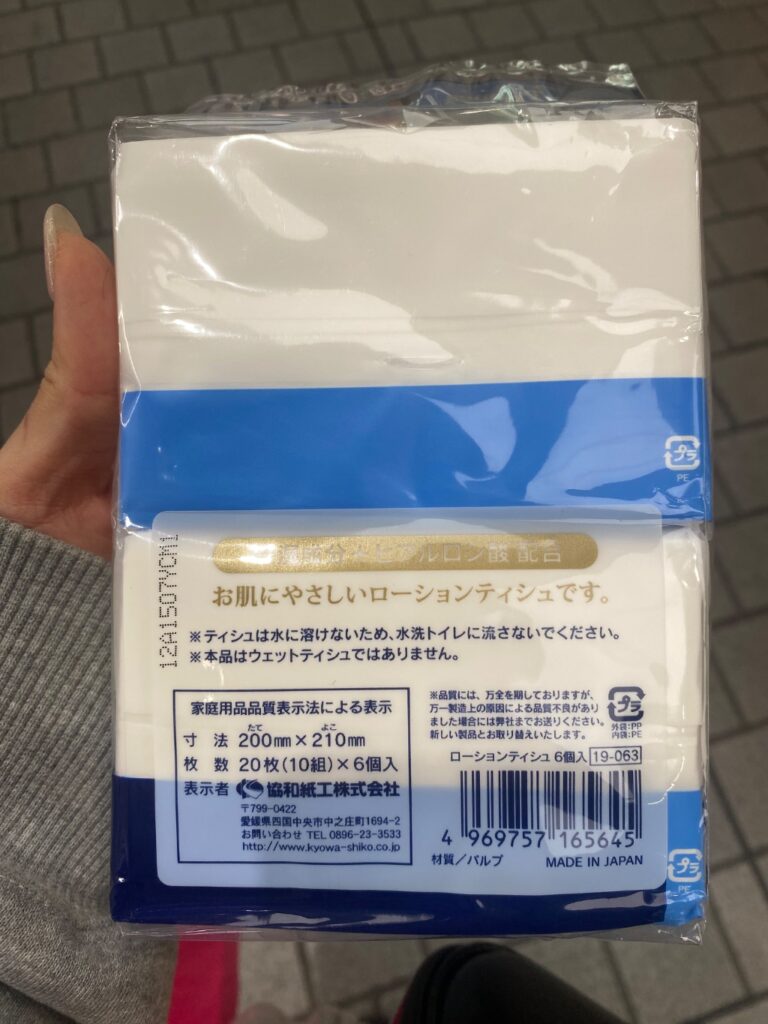 プラ
PE
配合
お肌にやさしいローションティシュです。
12A1507YCM1
※ティシュは水に溶けないため、水洗トイレに流さないでください。
※本品はウェットティシュではありません。
家庭用品品質表示法による表示
たて よこ
寸法 200mm×210mm
枚数 20枚(10組)×6個入
表示者 協和紙工株式会社
〒799-0422
愛媛県四国中央市中之庄町1694-2
お問い合わせ TEL 0896-23-3533
http://www.kyowa-shiko.co.jp
※品質には、万全を期しておりますが、
万一製造上の原因による品質不良があり
ました場合には弊社までお送りください。
新しい製品とお取り替えいたします。
プラ
外袋:PP
内袋:PE
ローションティシュ 6個入 19-063
4 969757 165645
材質/パルプ MADE IN JAPAN
プラ
PE